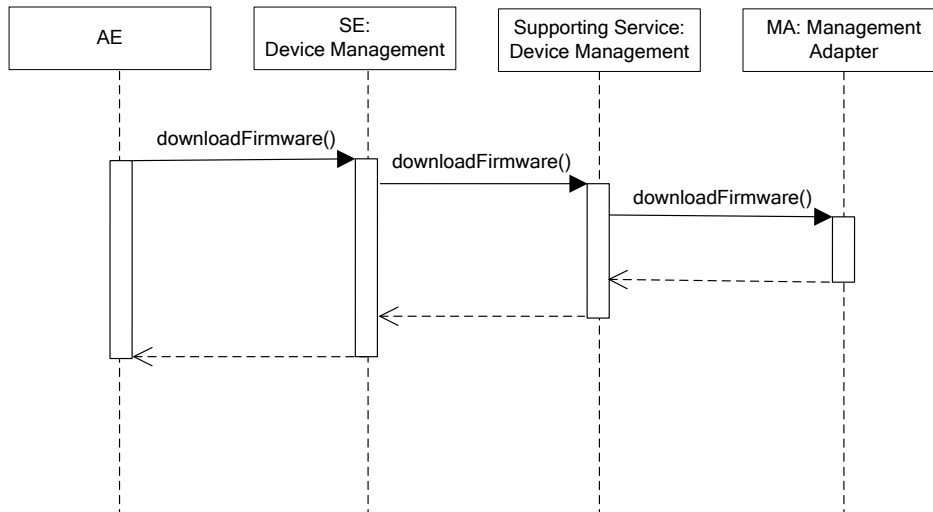 AE
SE:
Device Management
Supporting Service:
Device Management
MA: Management
Adapter
downloadFirmware()
downloadFirmware()
downloadFirmware()